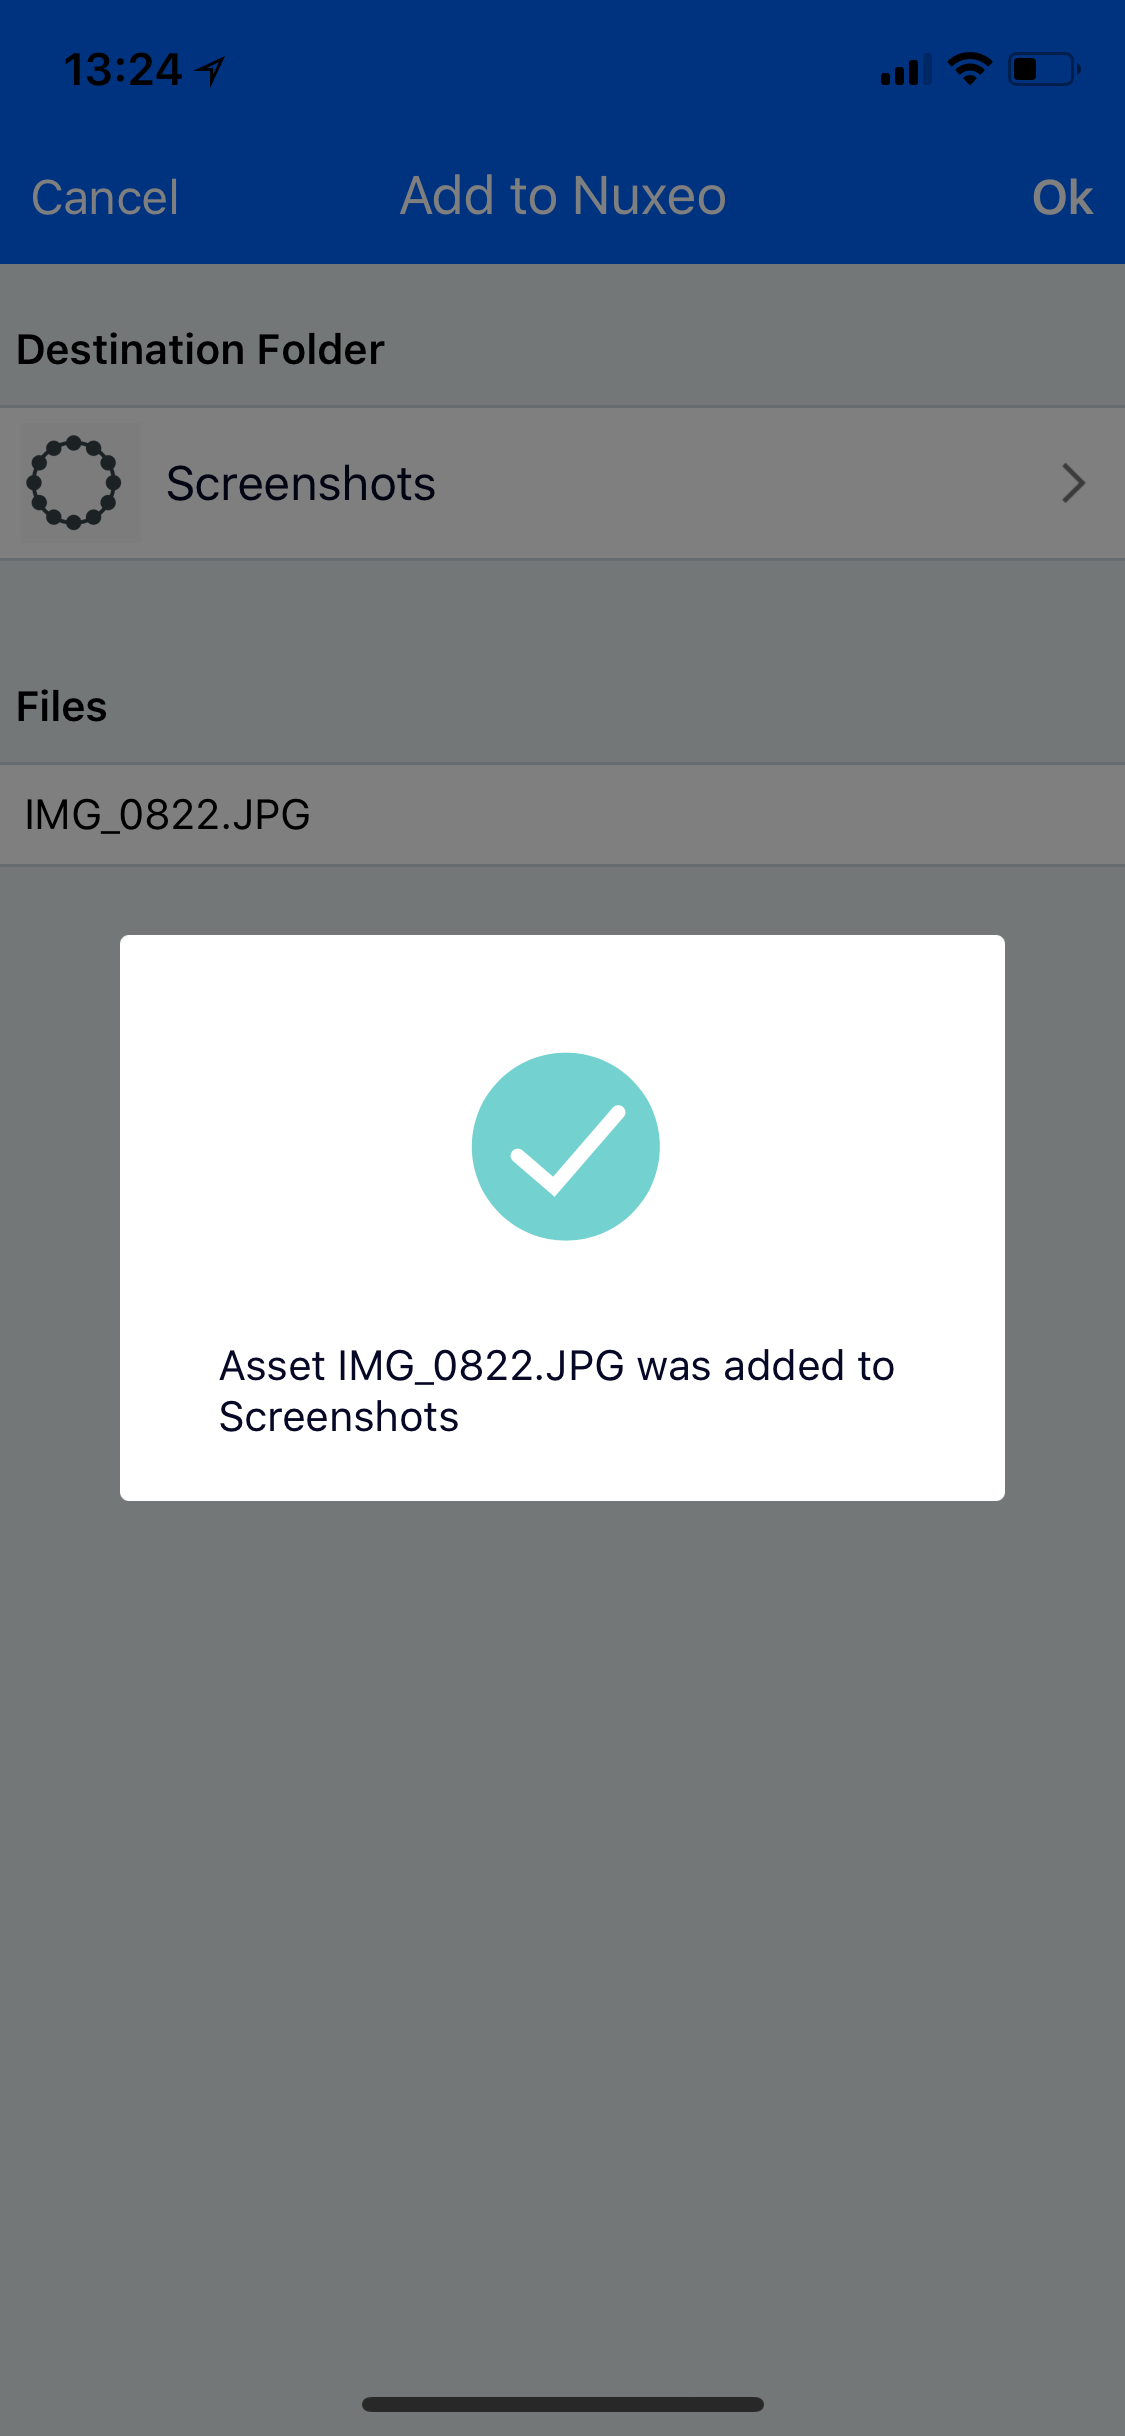 13:24
Cancel
Add to Nuxeo
Ok
Destination Folder
Screenshots
Files
IMG_0822.JPG
Asset IMG_0822.JPG was added to
Screenshots